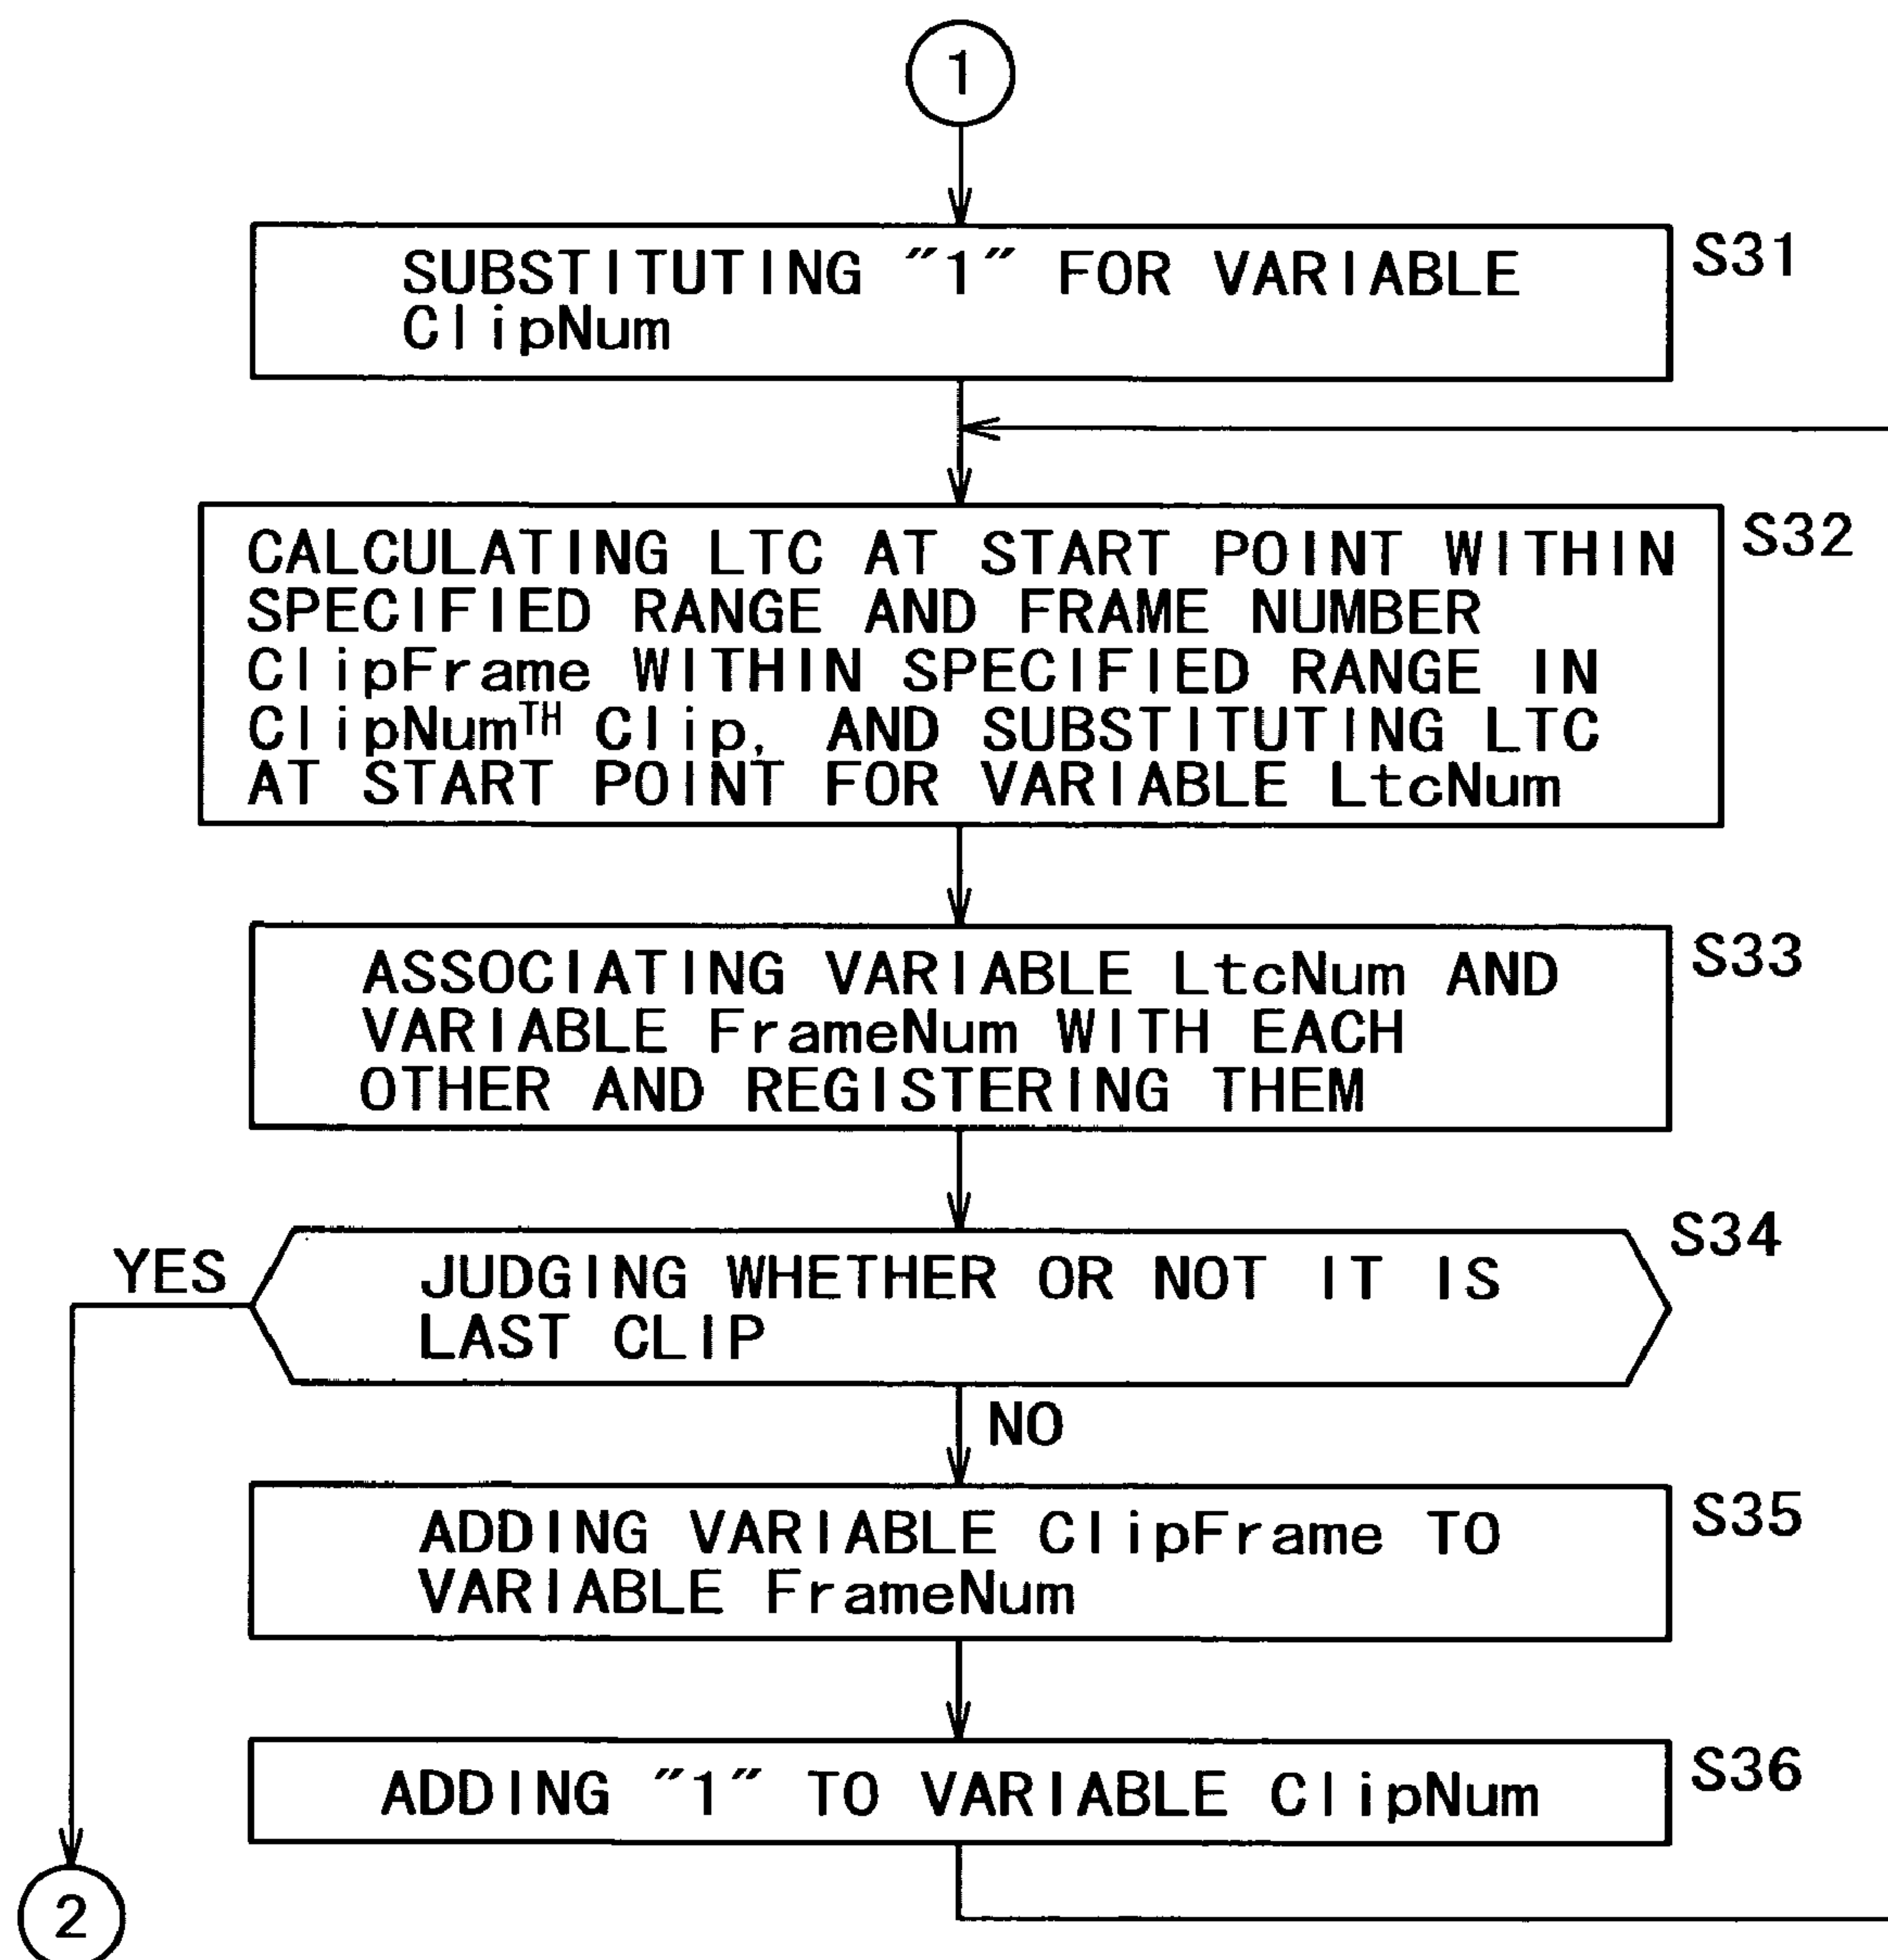 1
SUBSTITUTING "1" FOR VARIABLE
ClipNum
S31
CALCULATING LTC AT START POINT WITHIN
SPECIFIED RANGE AND FRAME NUMBER
ClipFrame WITHIN SPECIFIED RANGE IN
ClipNumTH Clip, AND SUBSTITUTING LTC
AT START POINT FOR VARIABLE LtcNum
S32
ASSOCIATING VARIABLE LtcNum AND
VARIABLE FrameNum WITH EACH
OTHER AND REGISTERING THEM
S33
YES
JUDGING WHETHER OR NOT IT IS
LAST CLIP
S34
NO
ADDING VARIABLE ClipFrame TO
VARIABLE FrameNum
S35
ADDING "1" TO VARIABLE ClipNum
S36
2